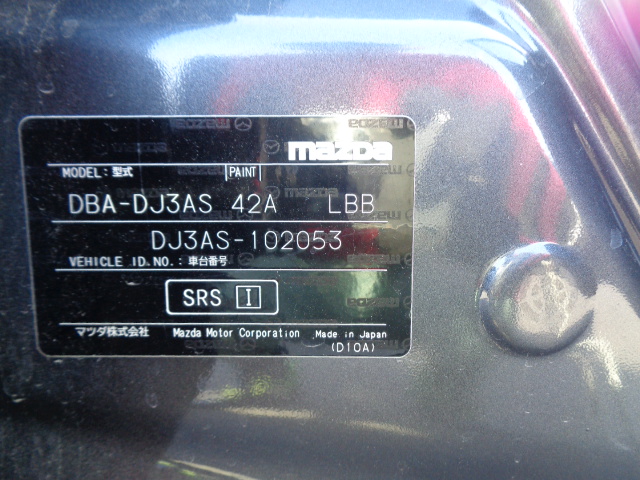 mazda
MODEL: 型式 PAINT
DBA-DJ3AS 42A LBB
DJ3AS-102053
VEHICLE ID.NO.: 車台番号
SRS I
マツダ株式会社 Mazda Motor Corporation Made in Japan
(D10A)